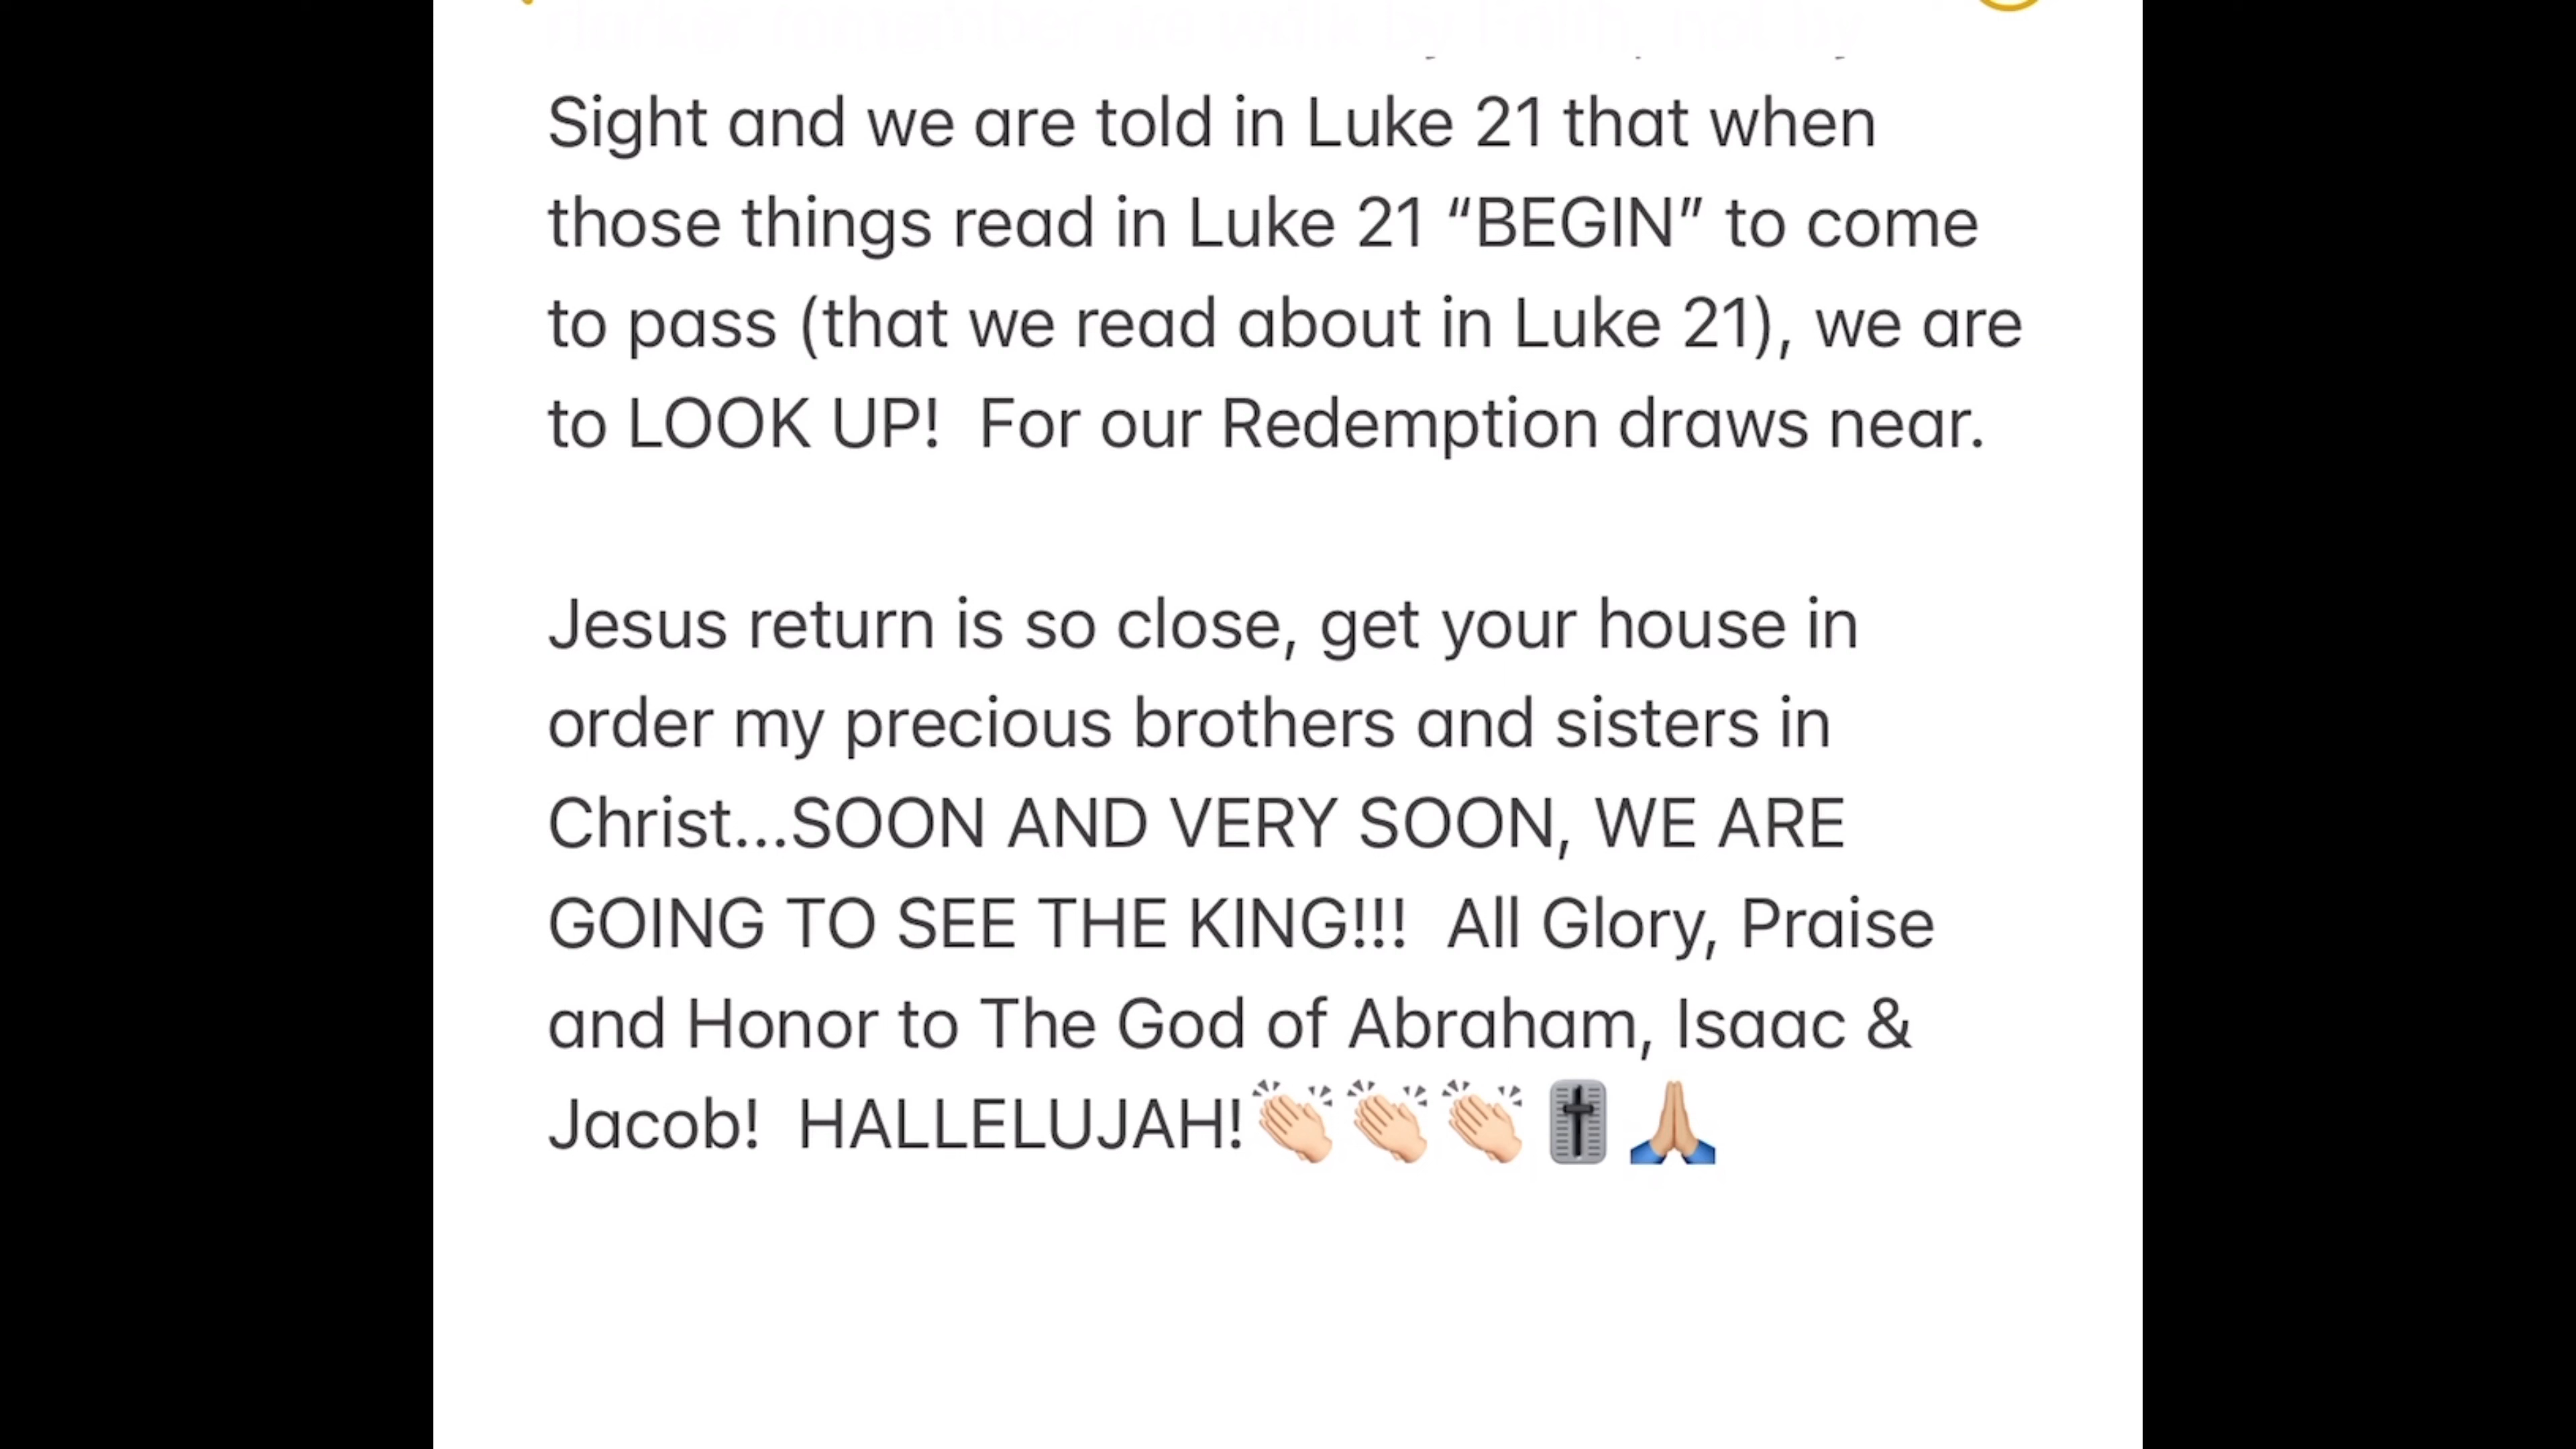 Sight and we are told in Luke 21 that when
those things read in Luke 21 “BEGIN” to come
to pass (that we read about in Luke 21), we are
to LOOK UP!  For our Redemption draws near.
Jesus return is so close, get your house in
order my precious brothers and sisters in
Christ...SOON AND VERY SOON, WE ARE
GOING TO SEE THE KING!!!  All Glory, Praise
and Honor to The God of Abraham, Isaac &
Jacob!  HALLELUJAH!👏🏻👏🏻👏🏻🎚️🙏🏼